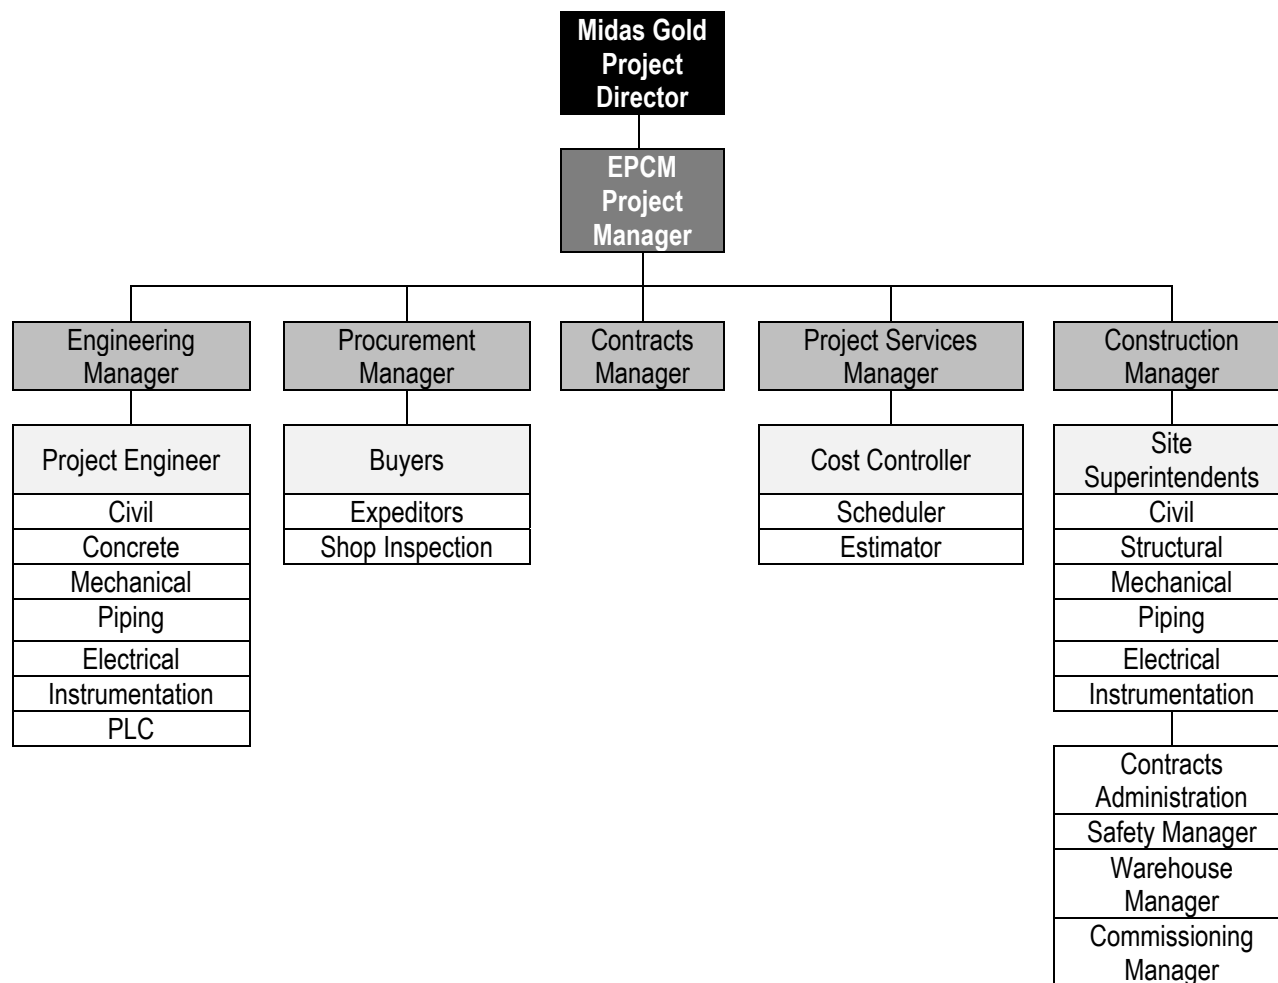 Midas Gold
Project
Director
EPCM
Project
Manager
Engineering
Manager
Procurement
Manager
Contracts
Manager
Project Services
Manager
Construction
Manager
Project Engineer
Civil
Concrete
Mechanical
Piping
Electrical
Instrumentation
PLC
Buyers
Expeditors
Shop Inspection
Cost Controller
Scheduler
Estimator
Site
Superintendents
Civil
Structural
Mechanical
Piping
Electrical
Instrumentation
Contracts
Administration
Safety Manager
Warehouse
Manager
Commissioning
Manager